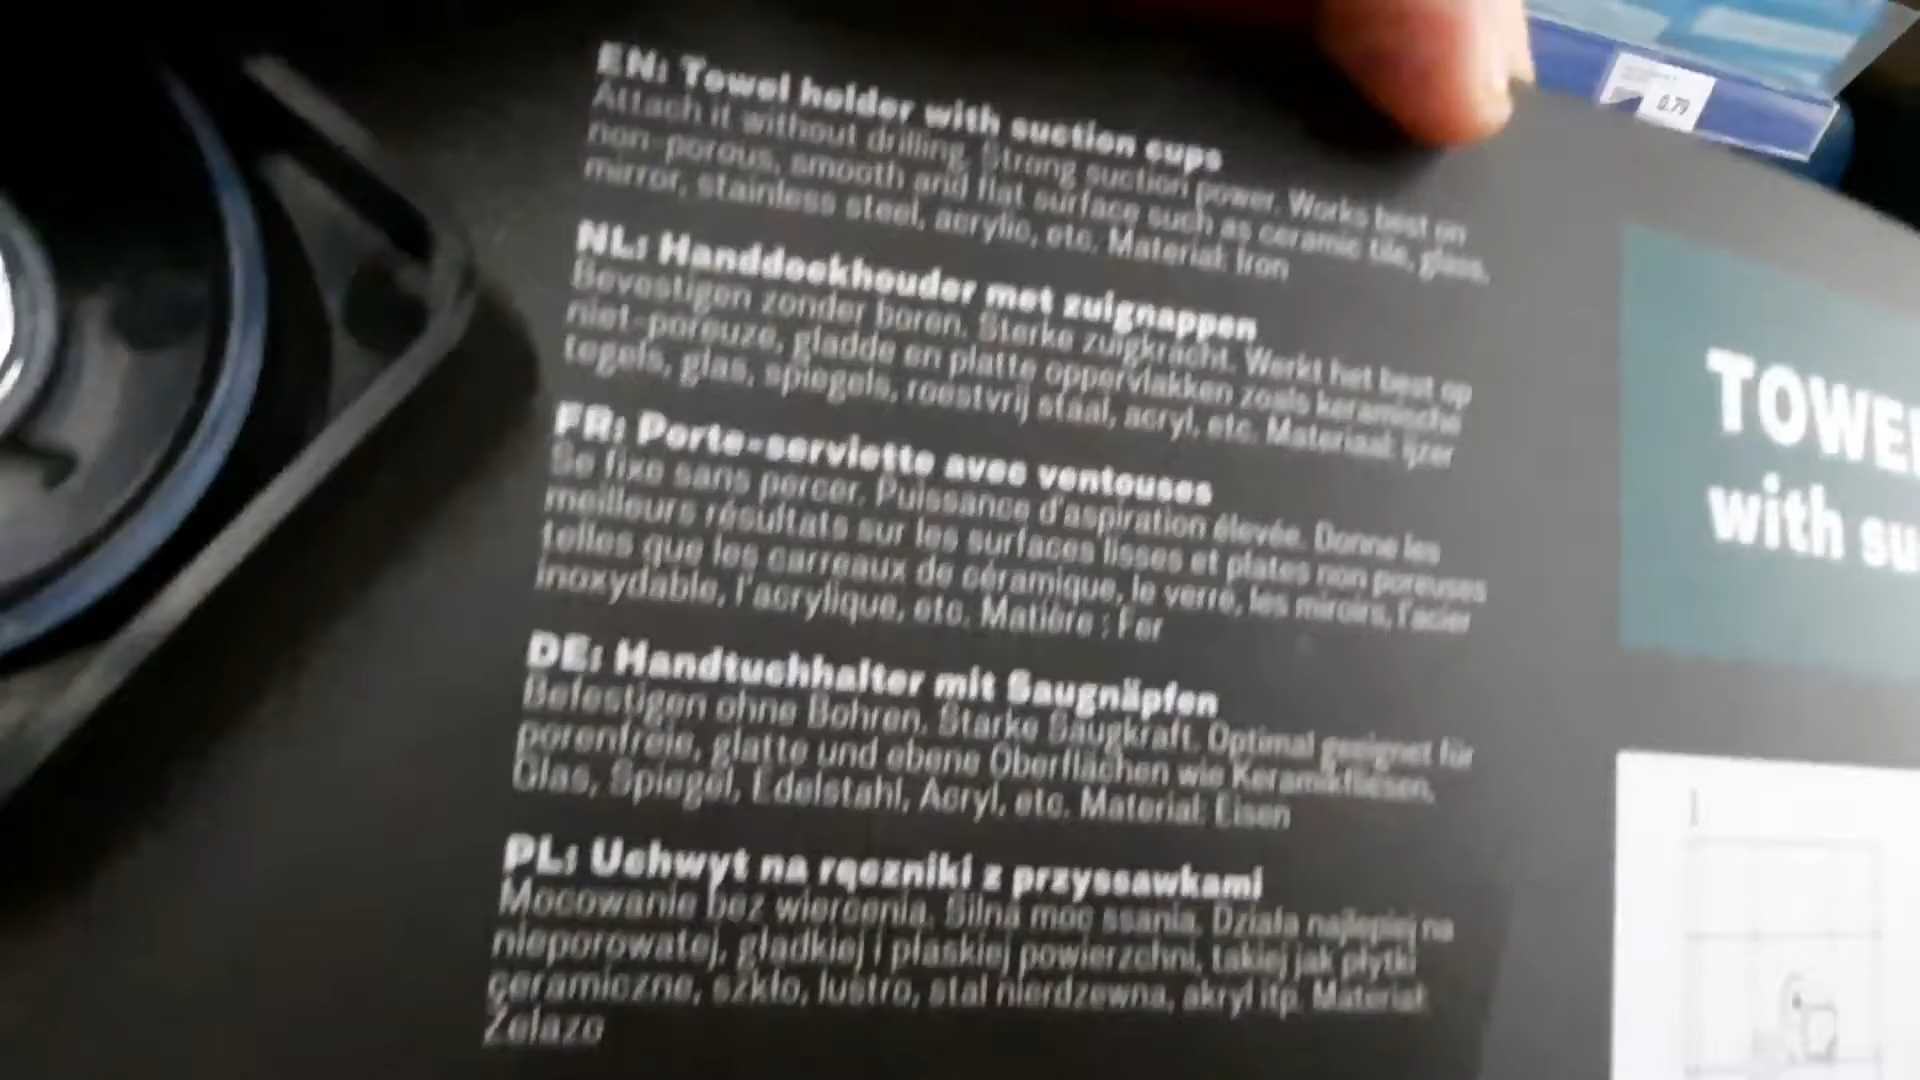 EN: Towel holder with suction cups
Attach it without drilling. Strong suction power. Works best on
non-porous, smooth and flat surface such as ceramic tile, glass,
mirror, stainless steel, acrylic, etc. Material: Iron
NL: Handdoekhouder met zuignappen
Bevestigen zonder boren. Sterke zuigkracht. Werkt het best op
niet-poreuze, gladde en platte oppervlakken zoals keramische
tegels, glas, spiegels, roestvrij staal, acryl, etc. Materiaal: ijzer
FR: Porte-serviette avec ventouses
Se fixe sans percer. Puissance d'aspiration élevée. Donne les
meilleurs résultats sur les surfaces lisses et plates non poreuses
telles que les carreaux de céramique, le verre, les miroirs, l'acier
inoxydable, l'acrylique, etc. Matière : Fer
DE: Handtuchhalter mit Saugnäpfen
Befestigen ohne Bohren. Starke Saugkraft. Optimal geeignet für
porenfreie, glatte und ebene Oberflächen wie Keramikfliesen,
Glas, Spiegel, Edelstahl, Acryl, etc. Material: Eisen
PL: Uchwyt na ręczniki z przyssawkami
Mocowanie bez wiercenia. Silna moc ssania. Działa najlepiej na
nieporowatej, gładkiej i płaskiej powierzchni, takiej jak płytki
ceramiczne, szkło, lustro, stal nierdzewna, akryl itp. Materiał:
Żelazo
TOWEL
with su
1
0.79